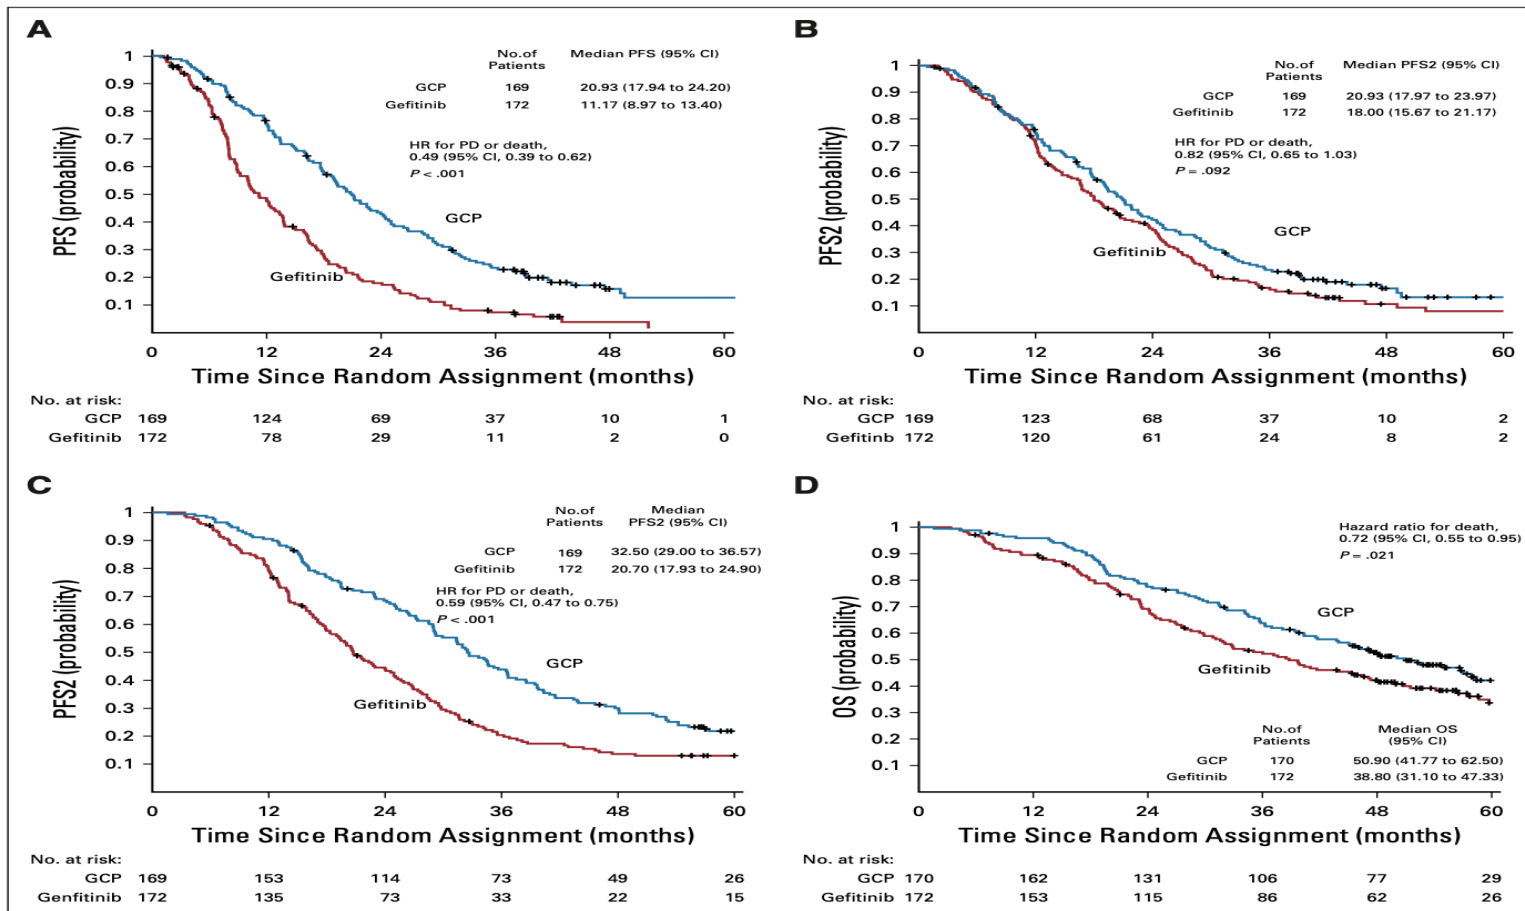 A
No.of Patients Median PFS (95% CI)
GCP 169 20.93 (17.94 to 24.20)
Gefitinib 172 11.17 (8.97 to 13.40)
HR for PD or death,
0.49 (95% CI, 0.39 to 0.62)
P < .001
GCP
Gefitinib
PFS (probability)
1
0.9
0.8
0.7
0.6
0.5
0.4
0.3
0.2
0.1
0 12 24 36 48 60
Time Since Random Assignment (months)
No. at risk:
GCP 169 124 69 37 10 1
Gefitinib 172 78 29 11 2 0
B
No.of Patients Median PFS2 (95% CI)
GCP 169 20.93 (17.97 to 23.97)
Gefitinib 172 18.00 (15.67 to 21.17)
HR for PD or death,
0.82 (95% CI, 0.65 to 1.03)
P = .092
GCP
Gefitinib
PFS2 (probability)
1
0.9
0.8
0.7
0.6
0.5
0.4
0.3
0.2
0.1
0 12 24 36 48 60
Time Since Random Assignment (months)
No. at risk:
GCP 169 123 68 37 10 2
Gefitinb 172 120 61 24 8 2
C
No.of Patients Median PFS2 (95% CI)
GCP 169 32.50 (29.00 to 36.57)
Gefitinib 172 20.70 (17.93 to 24.90)
HR for PD or death,
0.59 (95% CI, 0.47 to 0.75)
P < .001
GCP
Gefitinib
PFS2 (probability)
1
0.9
0.8
0.7
0.6
0.5
0.4
0.3
0.2
0.1
0 12 24 36 48 60
Time Since Random Assignment (months)
No. at risk:
GCP 169 153 114 73 49 26
Genfitinib 172 135 73 33 22 15
D
Hazard ratio for death,
0.72 (95% CI, 0.55 to 0.95)
P = .021
GCP
Gefitinib
No.of Patients Median OS (95% CI)
GCP 170 50.90 (41.77 to 62.50)
Gefitinib 172 38.80 (31.10 to 47.33)
OS (probability)
1
0.9
0.8
0.7
0.6
0.5
0.4
0.3
0.2
0.1
0 12 24 36 48 60
Time Since Random Assignment (months)
No. at risk:
GCP 170 162 131 106 77 29
Gefitinib 172 153 115 86 62 26